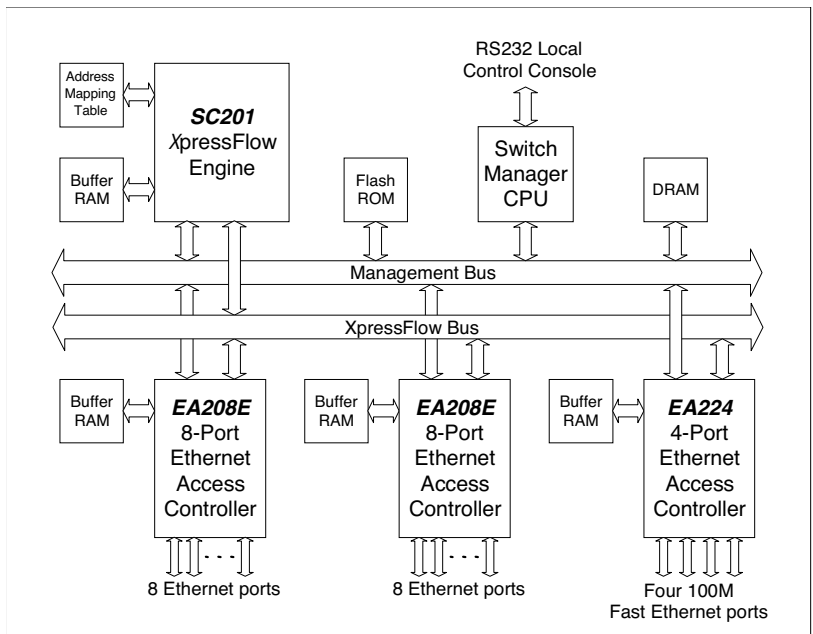 RS232 Local
Control Console
Address
Mapping
Table
SC201
XpressFlow
Engine
Buffer
RAM
Flash
ROM
Switch
Manager
CPU
DRAM
Management Bus
XpressFlow Bus
Buffer
RAM
EA208E
8-Port
Ethernet
Access
Controller
8 Ethernet ports
Buffer
RAM
EA208E
8-Port
Ethernet
Access
Controller
8 Ethernet ports
Buffer
RAM
EA224
4-Port
Ethernet
Access
Controller
Four 100M
Fast Ethernet ports